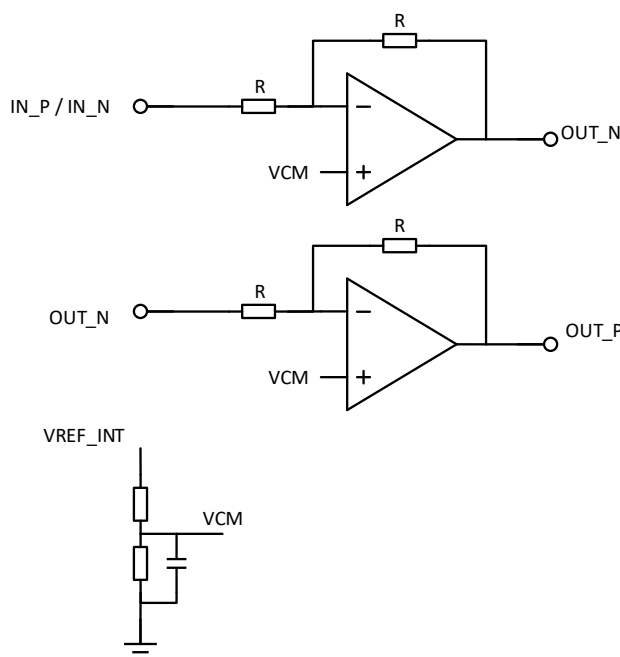 R
R
IN_P / IN_N
OUT_N
VCM
R
R
OUT_N
OUT_P
VCM
VREF_INT
VCM